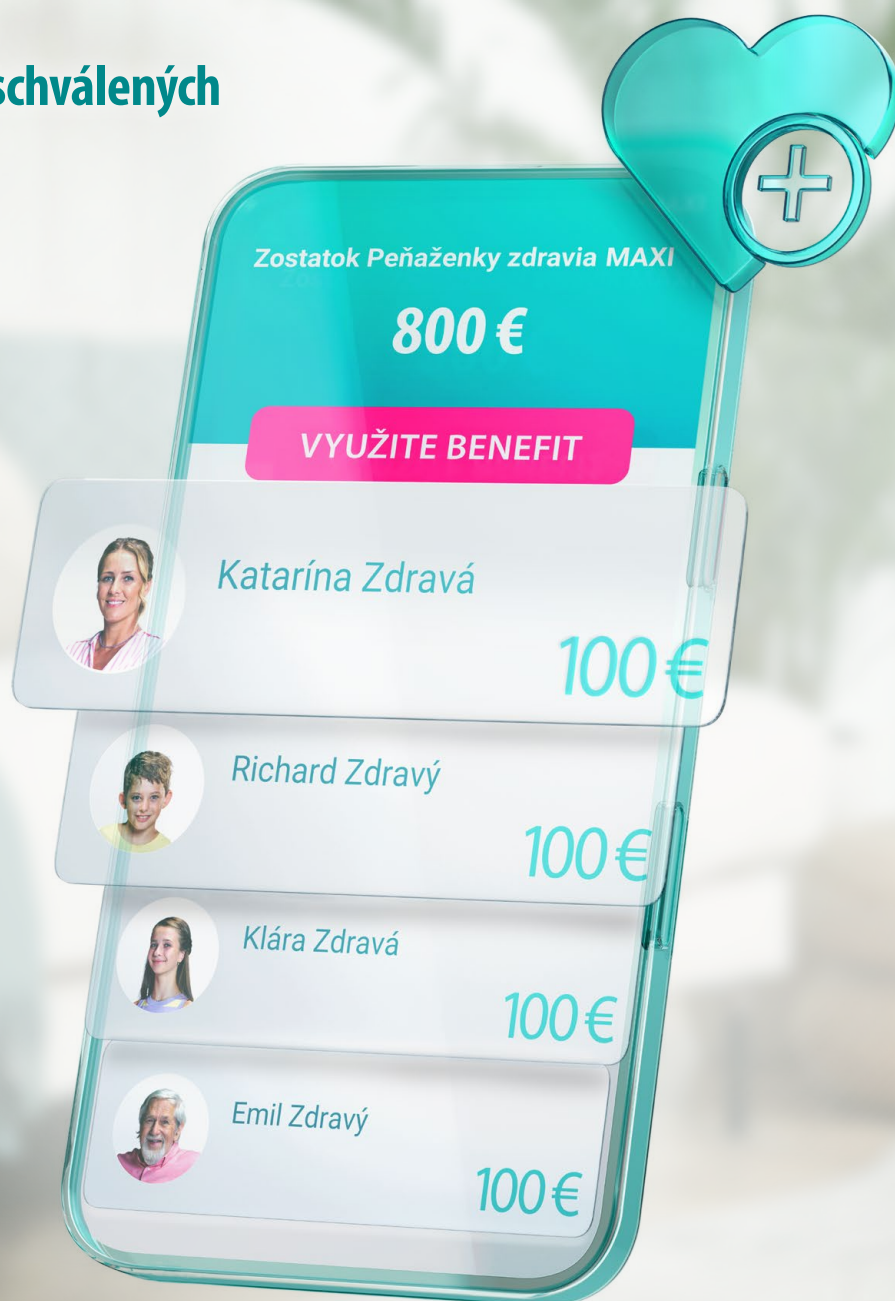 schválených
Zostatok Peňaženky zdravia MAXI
800 €
VYUŽITE BENEFIT
Katarína Zdravá
100 €
Richard Zdravý
100 €
Klára Zdravá
100 €
Emil Zdravý
100 €